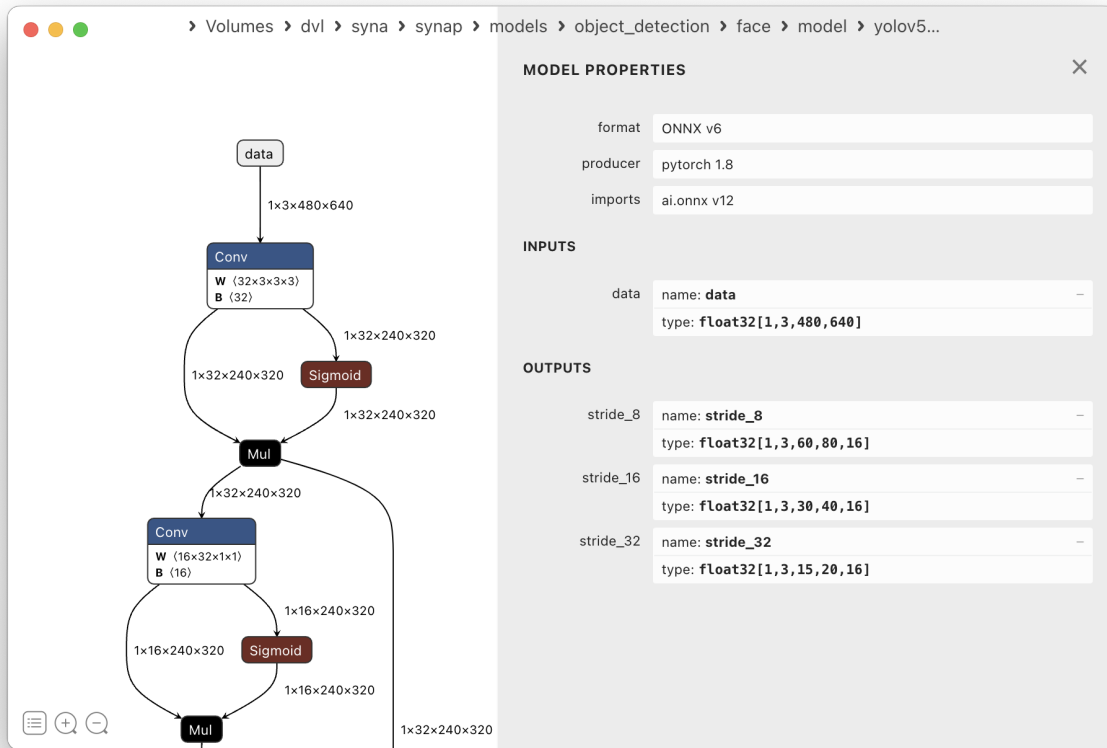 › Volumes › dvl › syna › synap › models › object_detection › face › model › yolov5...
data
1×3×480×640
Conv
W ⟨32×3×3×3⟩
B ⟨32⟩
1×32×240×320
1×32×240×320
Sigmoid
1×32×240×320
Mul
1×32×240×320
Conv
W ⟨16×32×1×1⟩
B ⟨16⟩
1×16×240×320
1×16×240×320
Sigmoid
1×16×240×320
Mul
1×32×240×320
MODEL PROPERTIES
format ONNX v6
producer pytorch 1.8
imports ai.onnx v12
INPUTS
data name: data
type: float32[1,3,480,640]
OUTPUTS
stride_8 name: stride_8
type: float32[1,3,60,80,16]
stride_16 name: stride_16
type: float32[1,3,30,40,16]
stride_32 name: stride_32
type: float32[1,3,15,20,16]